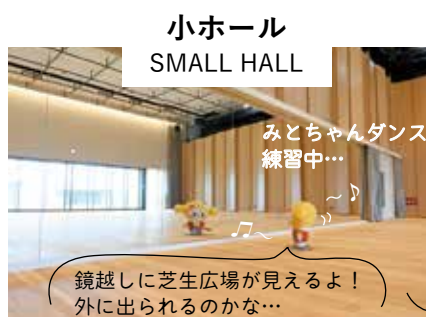 小ホール
SMALL HALL
みとちゃんダンス
練習中…
鏡越しに芝生広場が見えるよ！
外に出られるのかな…